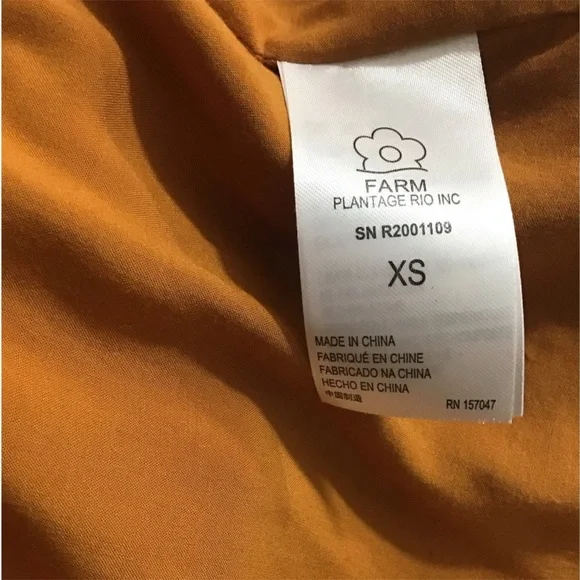 FARM
PLANTAGE RIO INC
SN R2001109
XS
MADE IN CHINA
FABRIQUÉ EN CHINE
FABRICADO NA CHINA
HECHO EN CHINA
中国制造
RN 157047